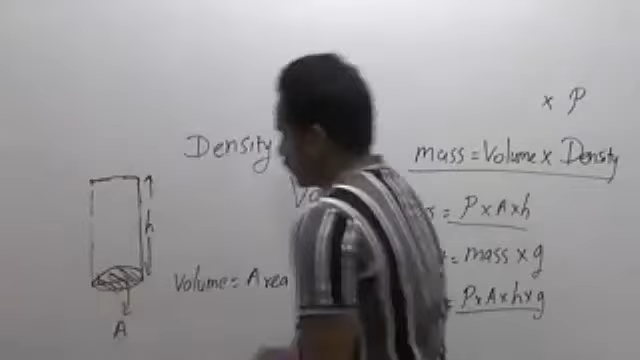 x P
Density
mass = Volume x Density
= P x A x h
= mass x g
= P x A x h x g
h
Volume = Area
A